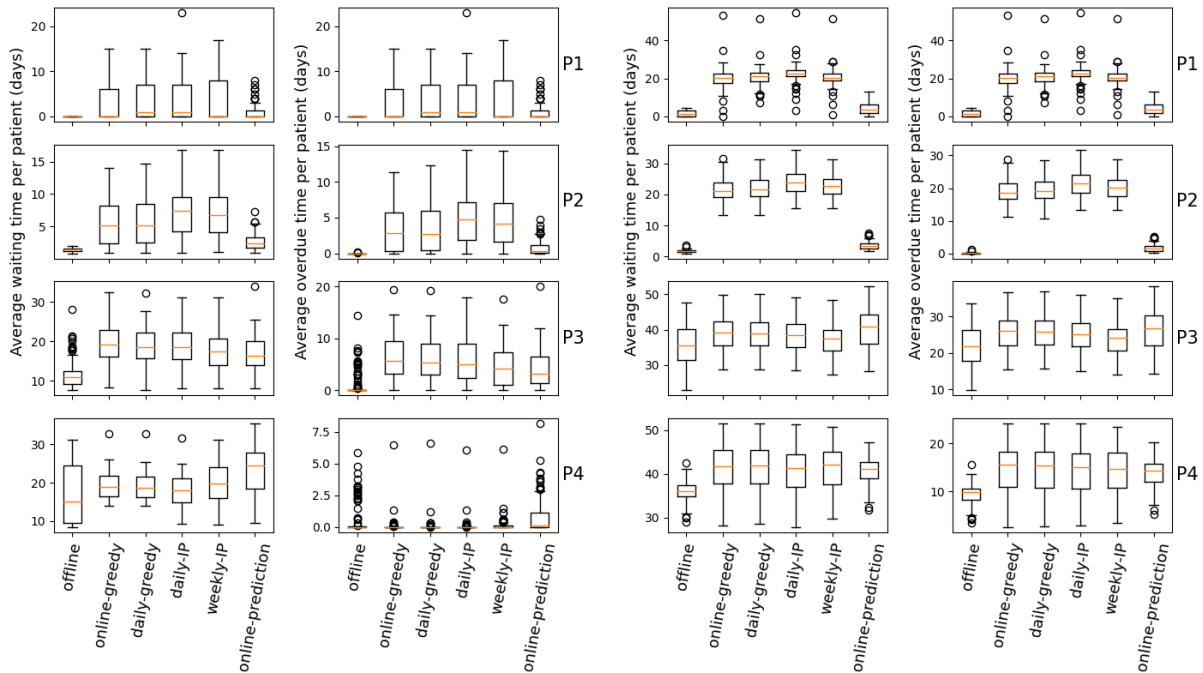 Average waiting time per patient (days)
20
10
0
15
10
5
30
20
10
30
20
10
offline
online-greedy
daily-greedy
daily-IP
weekly-IP
online-prediction
Average overdue time per patient (days)
20
10
0
15
10
5
0
20
15
10
5
0
7.5
5.0
2.5
0.0
offline
online-greedy
daily-greedy
daily-IP
weekly-IP
online-prediction
P1
P2
P3
P4
Average waiting time per patient (days)
40
20
0
30
20
10
0
50
40
30
50
40
30
offline
online-greedy
daily-greedy
daily-IP
weekly-IP
online-prediction
Average overdue time per patient (days)
40
20
0
30
20
10
0
30
20
10
20
10
offline
online-greedy
daily-greedy
daily-IP
weekly-IP
online-prediction
P1
P2
P3
P4